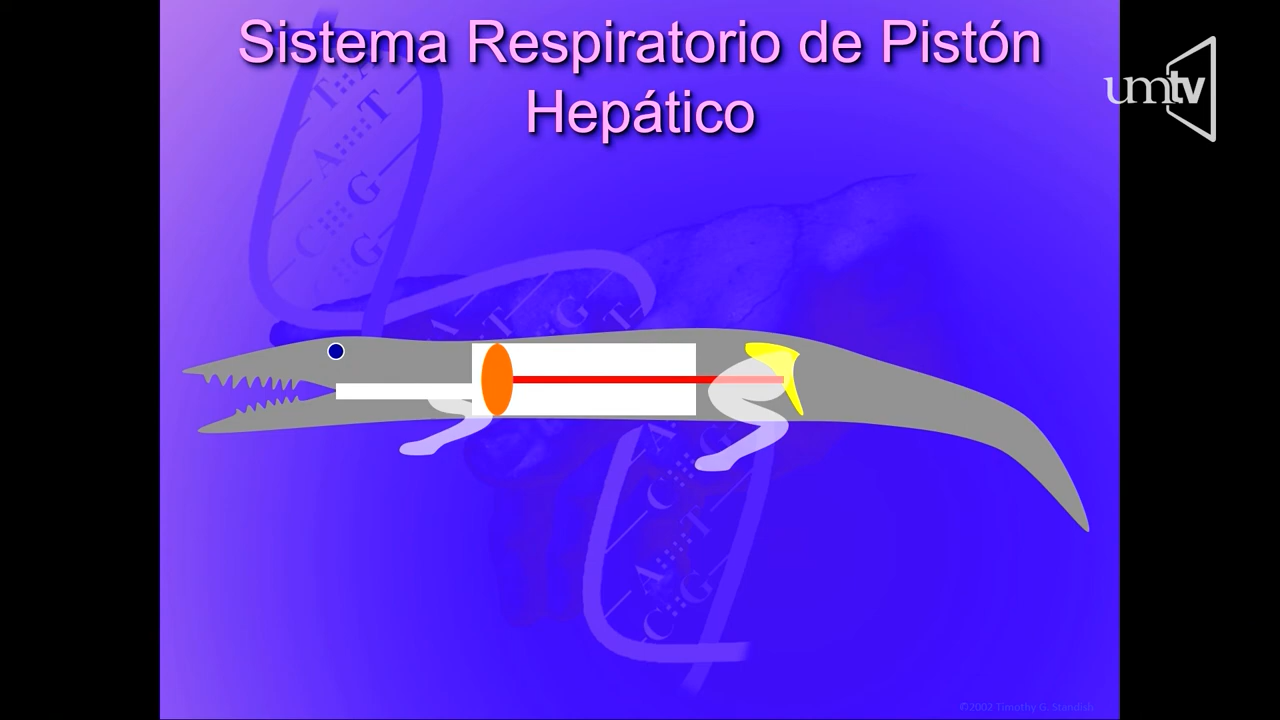 Sistema Respiratorio de Pistón
Hepático
umtv
T A
A T
G
C
G
A T G T
A G
C T
A G
C
©2002 Timothy G. Standish